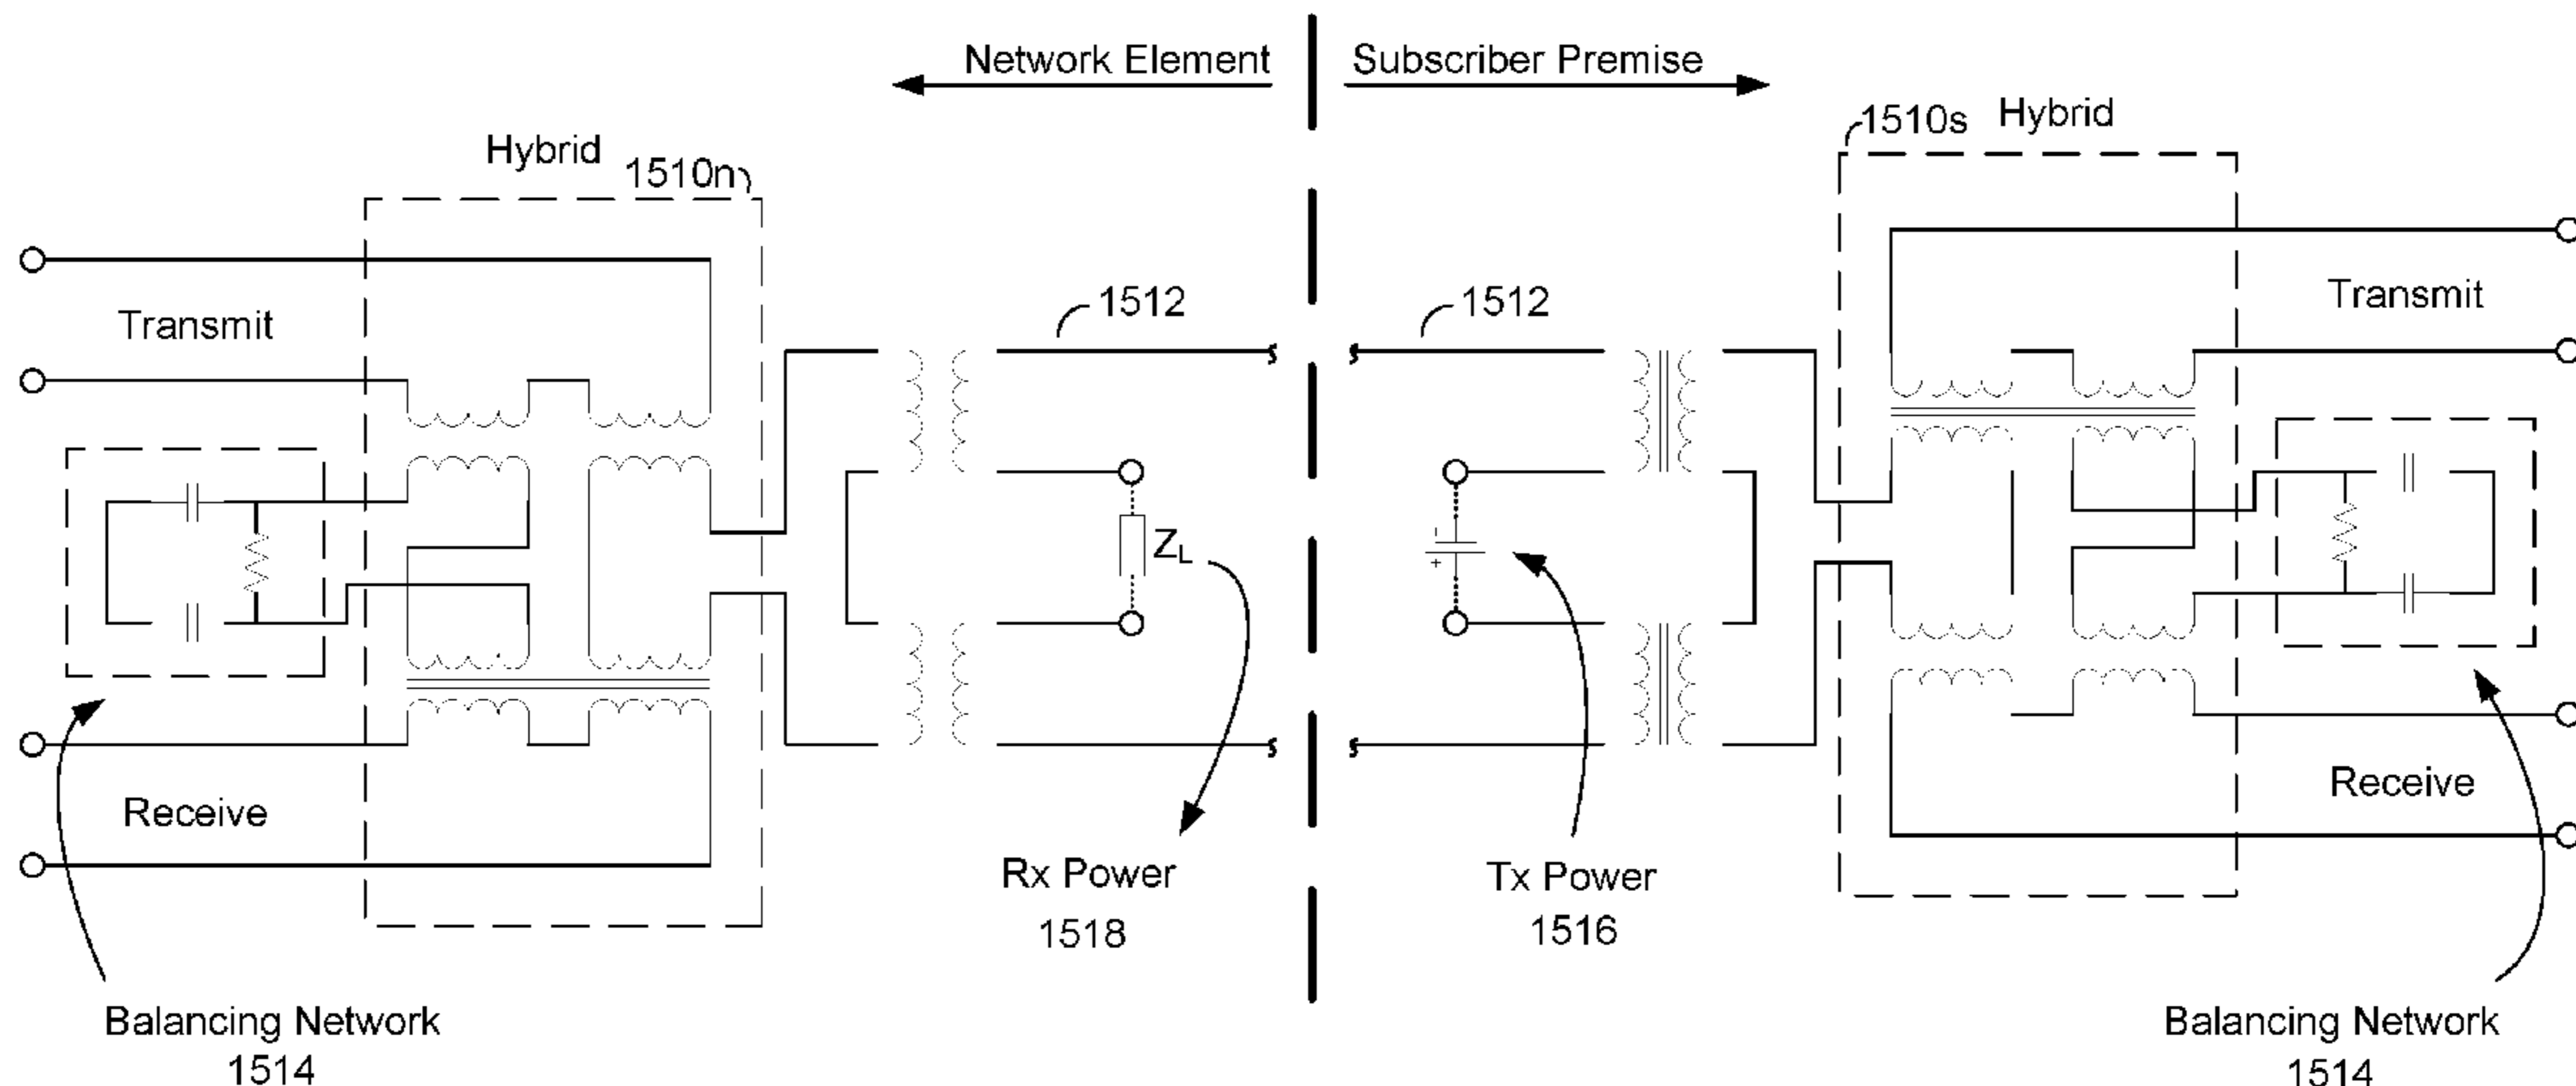 Network Element
Subscriber Premise
Hybrid
1510n
1510s
Hybrid
Transmit
1512
1512
Transmit
Z_L
-
+
Receive
Receive
Rx Power
1518
Tx Power
1516
Balancing Network
1514
Balancing Network
1514